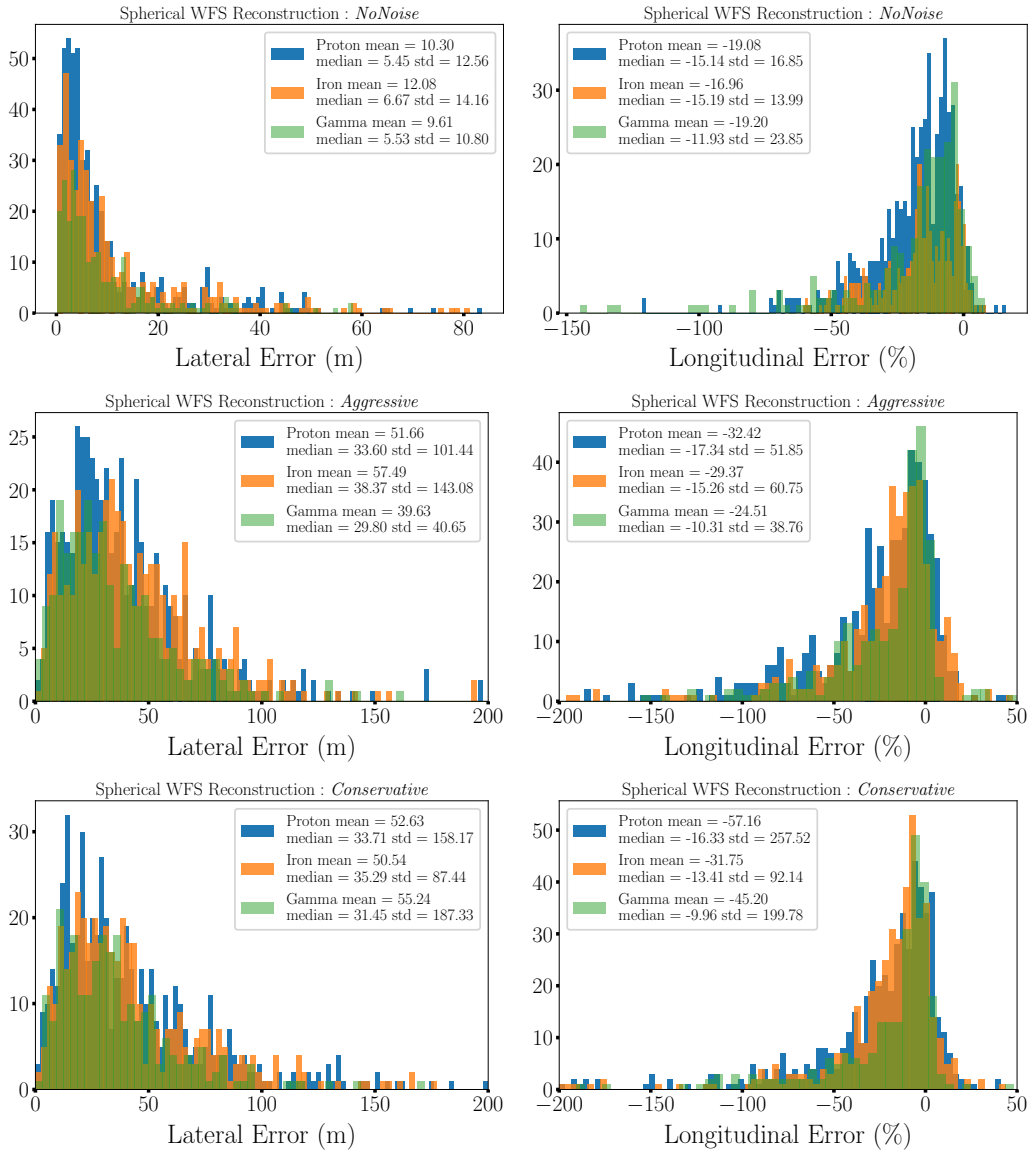 Spherical WFS Reconstruction : NoNoise
Proton mean = 10.30
median = 5.45 std = 12.56
Iron mean = 12.08
median = 6.67 std = 14.16
Gamma mean = 9.61
median = 5.53 std = 10.80
50
40
30
20
10
0
0 20 40 60 80
Lateral Error (m)
Spherical WFS Reconstruction : NoNoise
Proton mean = -19.08
median = -15.14 std = 16.85
Iron mean = -16.96
median = -15.19 std = 13.99
Gamma mean = -19.20
median = -11.93 std = 23.85
30
20
10
0
−150 −100 −50 0
Longitudinal Error (%)
Spherical WFS Reconstruction : Aggressive
Proton mean = 51.66
median = 33.60 std = 101.44
Iron mean = 57.49
median = 38.37 std = 143.08
Gamma mean = 39.63
median = 29.80 std = 40.65
25
20
15
10
5
0
0 50 100 150 200
Lateral Error (m)
Spherical WFS Reconstruction : Aggressive
Proton mean = -32.42
median = -17.34 std = 51.85
Iron mean = -29.37
median = -15.26 std = 60.75
Gamma mean = -24.51
median = -10.31 std = 38.76
40
30
20
10
0
−200 −150 −100 −50 0 50
Longitudinal Error (%)
Spherical WFS Reconstruction : Conservative
Proton mean = 52.63
median = 33.71 std = 158.17
Iron mean = 50.54
median = 35.29 std = 87.44
Gamma mean = 55.24
median = 31.45 std = 187.33
30
20
10
0
0 50 100 150 200
Lateral Error (m)
Spherical WFS Reconstruction : Conservative
Proton mean = -57.16
median = -16.33 std = 257.52
Iron mean = -31.75
median = -13.41 std = 92.14
Gamma mean = -45.20
median = -9.96 std = 199.78
50
40
30
20
10
0
−200 −150 −100 −50 0 50
Longitudinal Error (%)